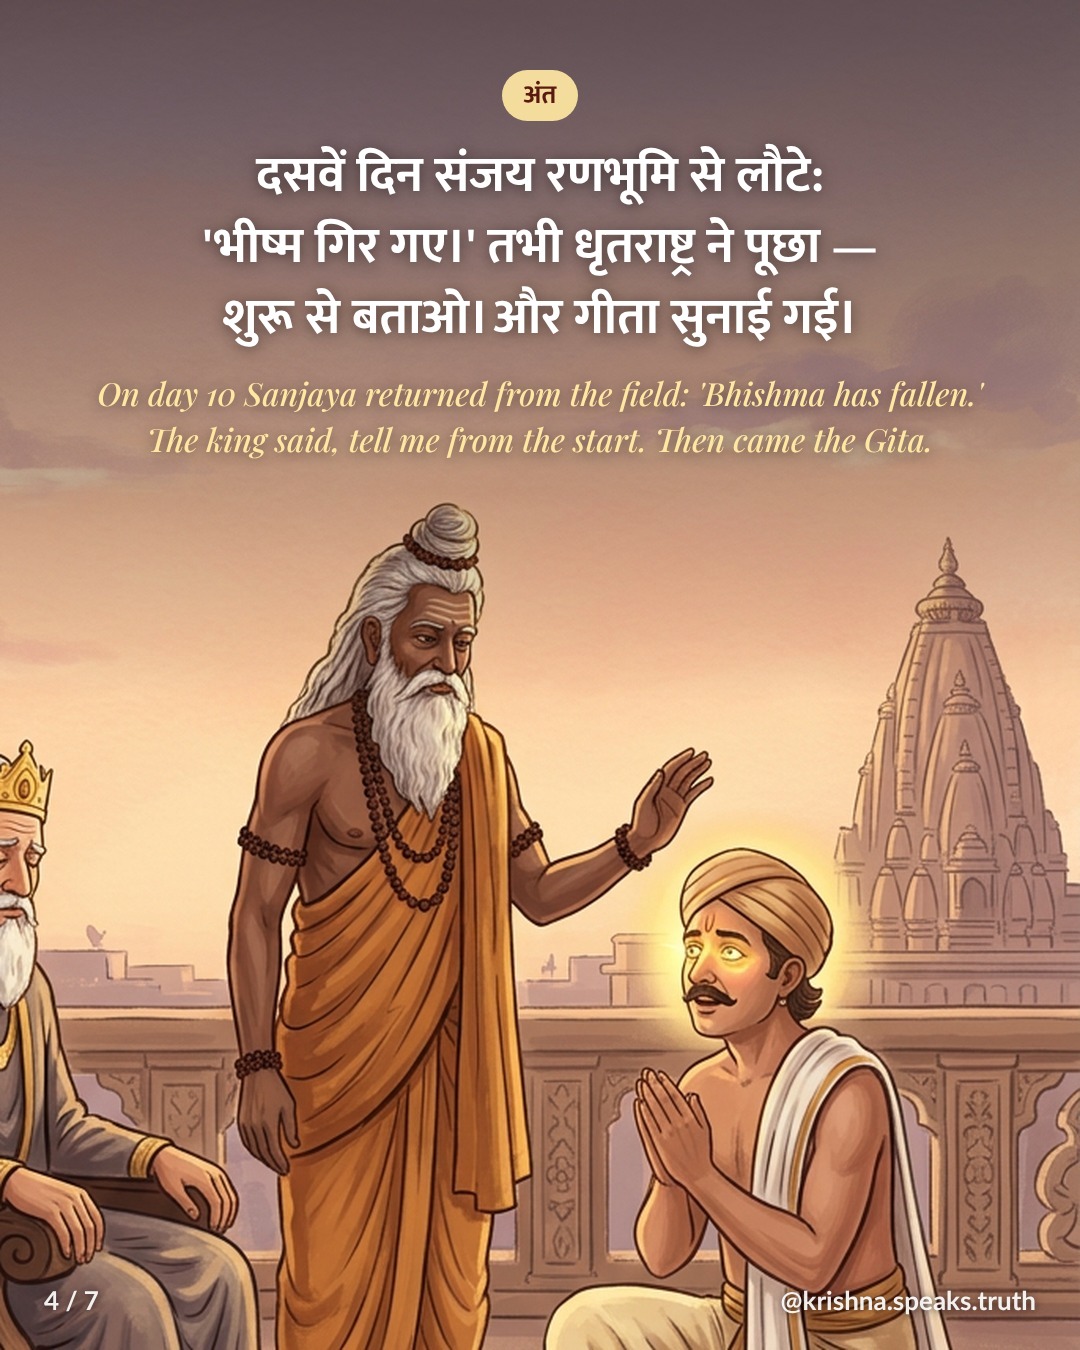 अंत
दसवें दिन संजय रणभूमि से लौटे:
'भीष्म गिर गए।' तभी धृतराष्ट्र ने पूछा —
शुरू से बताओ। और गीता सुनाई गई।
On day 10 Sanjaya returned from the field: 'Bhishma has fallen.'
The king said, tell me from the start. Then came the Gita.
4 / 7
@krishna.speaks.truth